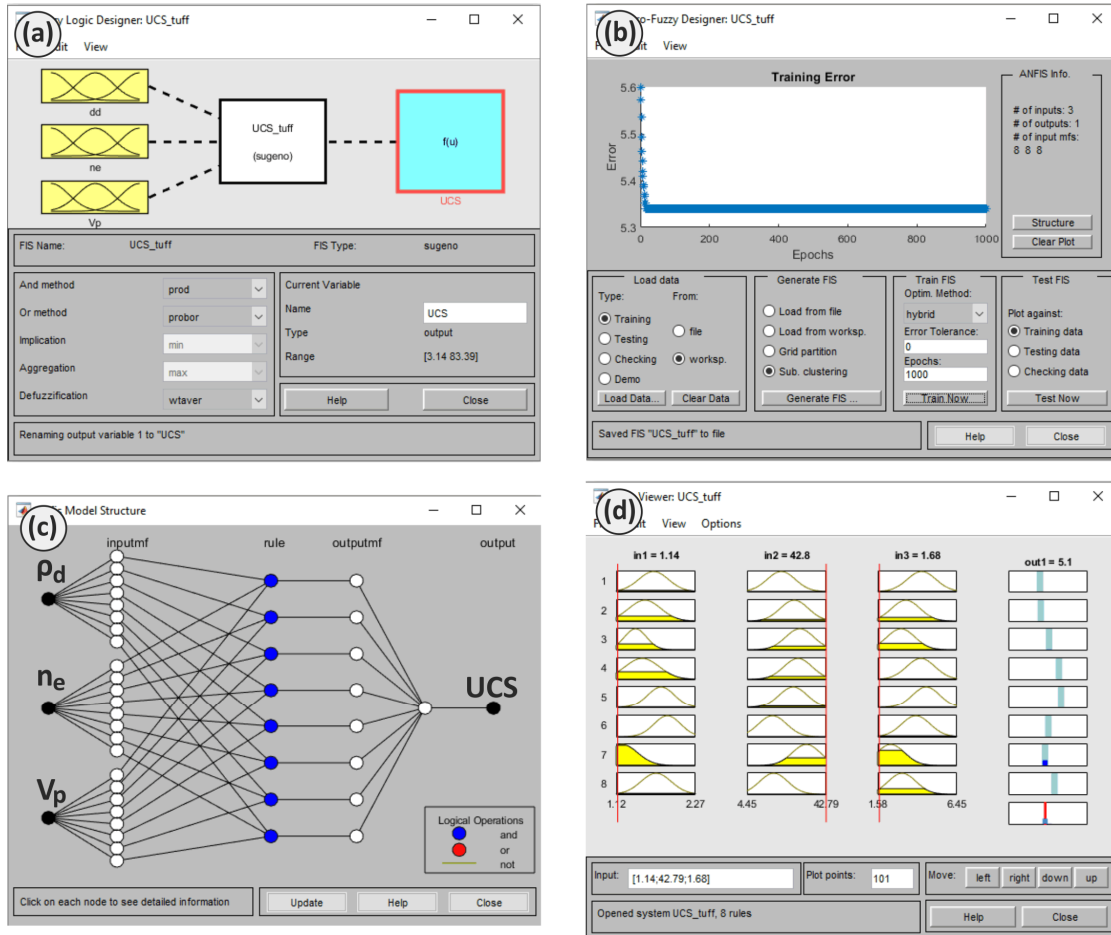 (a)
y Logic Designer: UCS_tuff
F dit View
dd
ne
Vp
UCS_tuff
(sugeno)
f(u)
UCS
FIS Name: UCS_tuff FIS Type: sugeno
And method prod
Or method probor
Implication min
Aggregation max
Defuzzification wtaver
Current Variable
Name UCS
Type output
Range [3.14 83.39]
Help Close
Renaming output variable 1 to "UCS"
(b)
ro-Fuzzy Designer: UCS_tuff
F t View
Training Error
5.6
5.5
5.4
5.3
Error
0 200 400 600 800 1000
Epochs
ANFIS Info.
# of inputs: 3
# of outputs: 1
# of input mfs:
8 8 8
Structure
Clear Plot
Load data
Type: From:
Training
Testing
Checking
Demo
file
worksp.
Load Data... Clear Data
Generate FIS
Load from file
Load from worksp.
Grid partition
Sub. clustering
Generate FIS ...
Train FIS
Optim. Method:
hybrid
Error Tolerance:
0
Epochs:
1000
Train Now
Test FIS
Plot against:
Training data
Testing data
Checking data
Test Now
Saved FIS "UCS_tuff" to file
Help Close
(c)
s Model Structure
inputmf rule outputmf output
ρd
ne
Vp
UCS
Logical Operations
and
or
not
Click on each node to see detailed information
Update Help Close
(d)
Viewer: UCS_tuff
F t View Options
in1 = 1.14 in2 = 42.8 in3 = 1.68 out1 = 5.1
1
2
3
4
5
6
7
8
1.12 2.27 4.45 42.79 1.58 6.45
Input: [1.14;42.79;1.68] Plot points: 101 Move: left right down up
Opened system UCS_tuff, 8 rules
Help Close